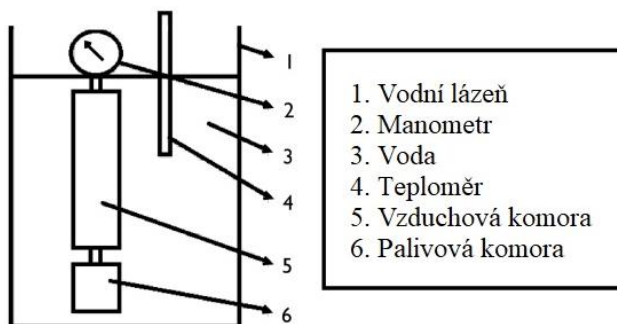 1
2
3
4
5
6
1. Vodní lázeň
2. Manometr
3. Voda
4. Teploměr
5. Vzduchová komora
6. Palivová komora